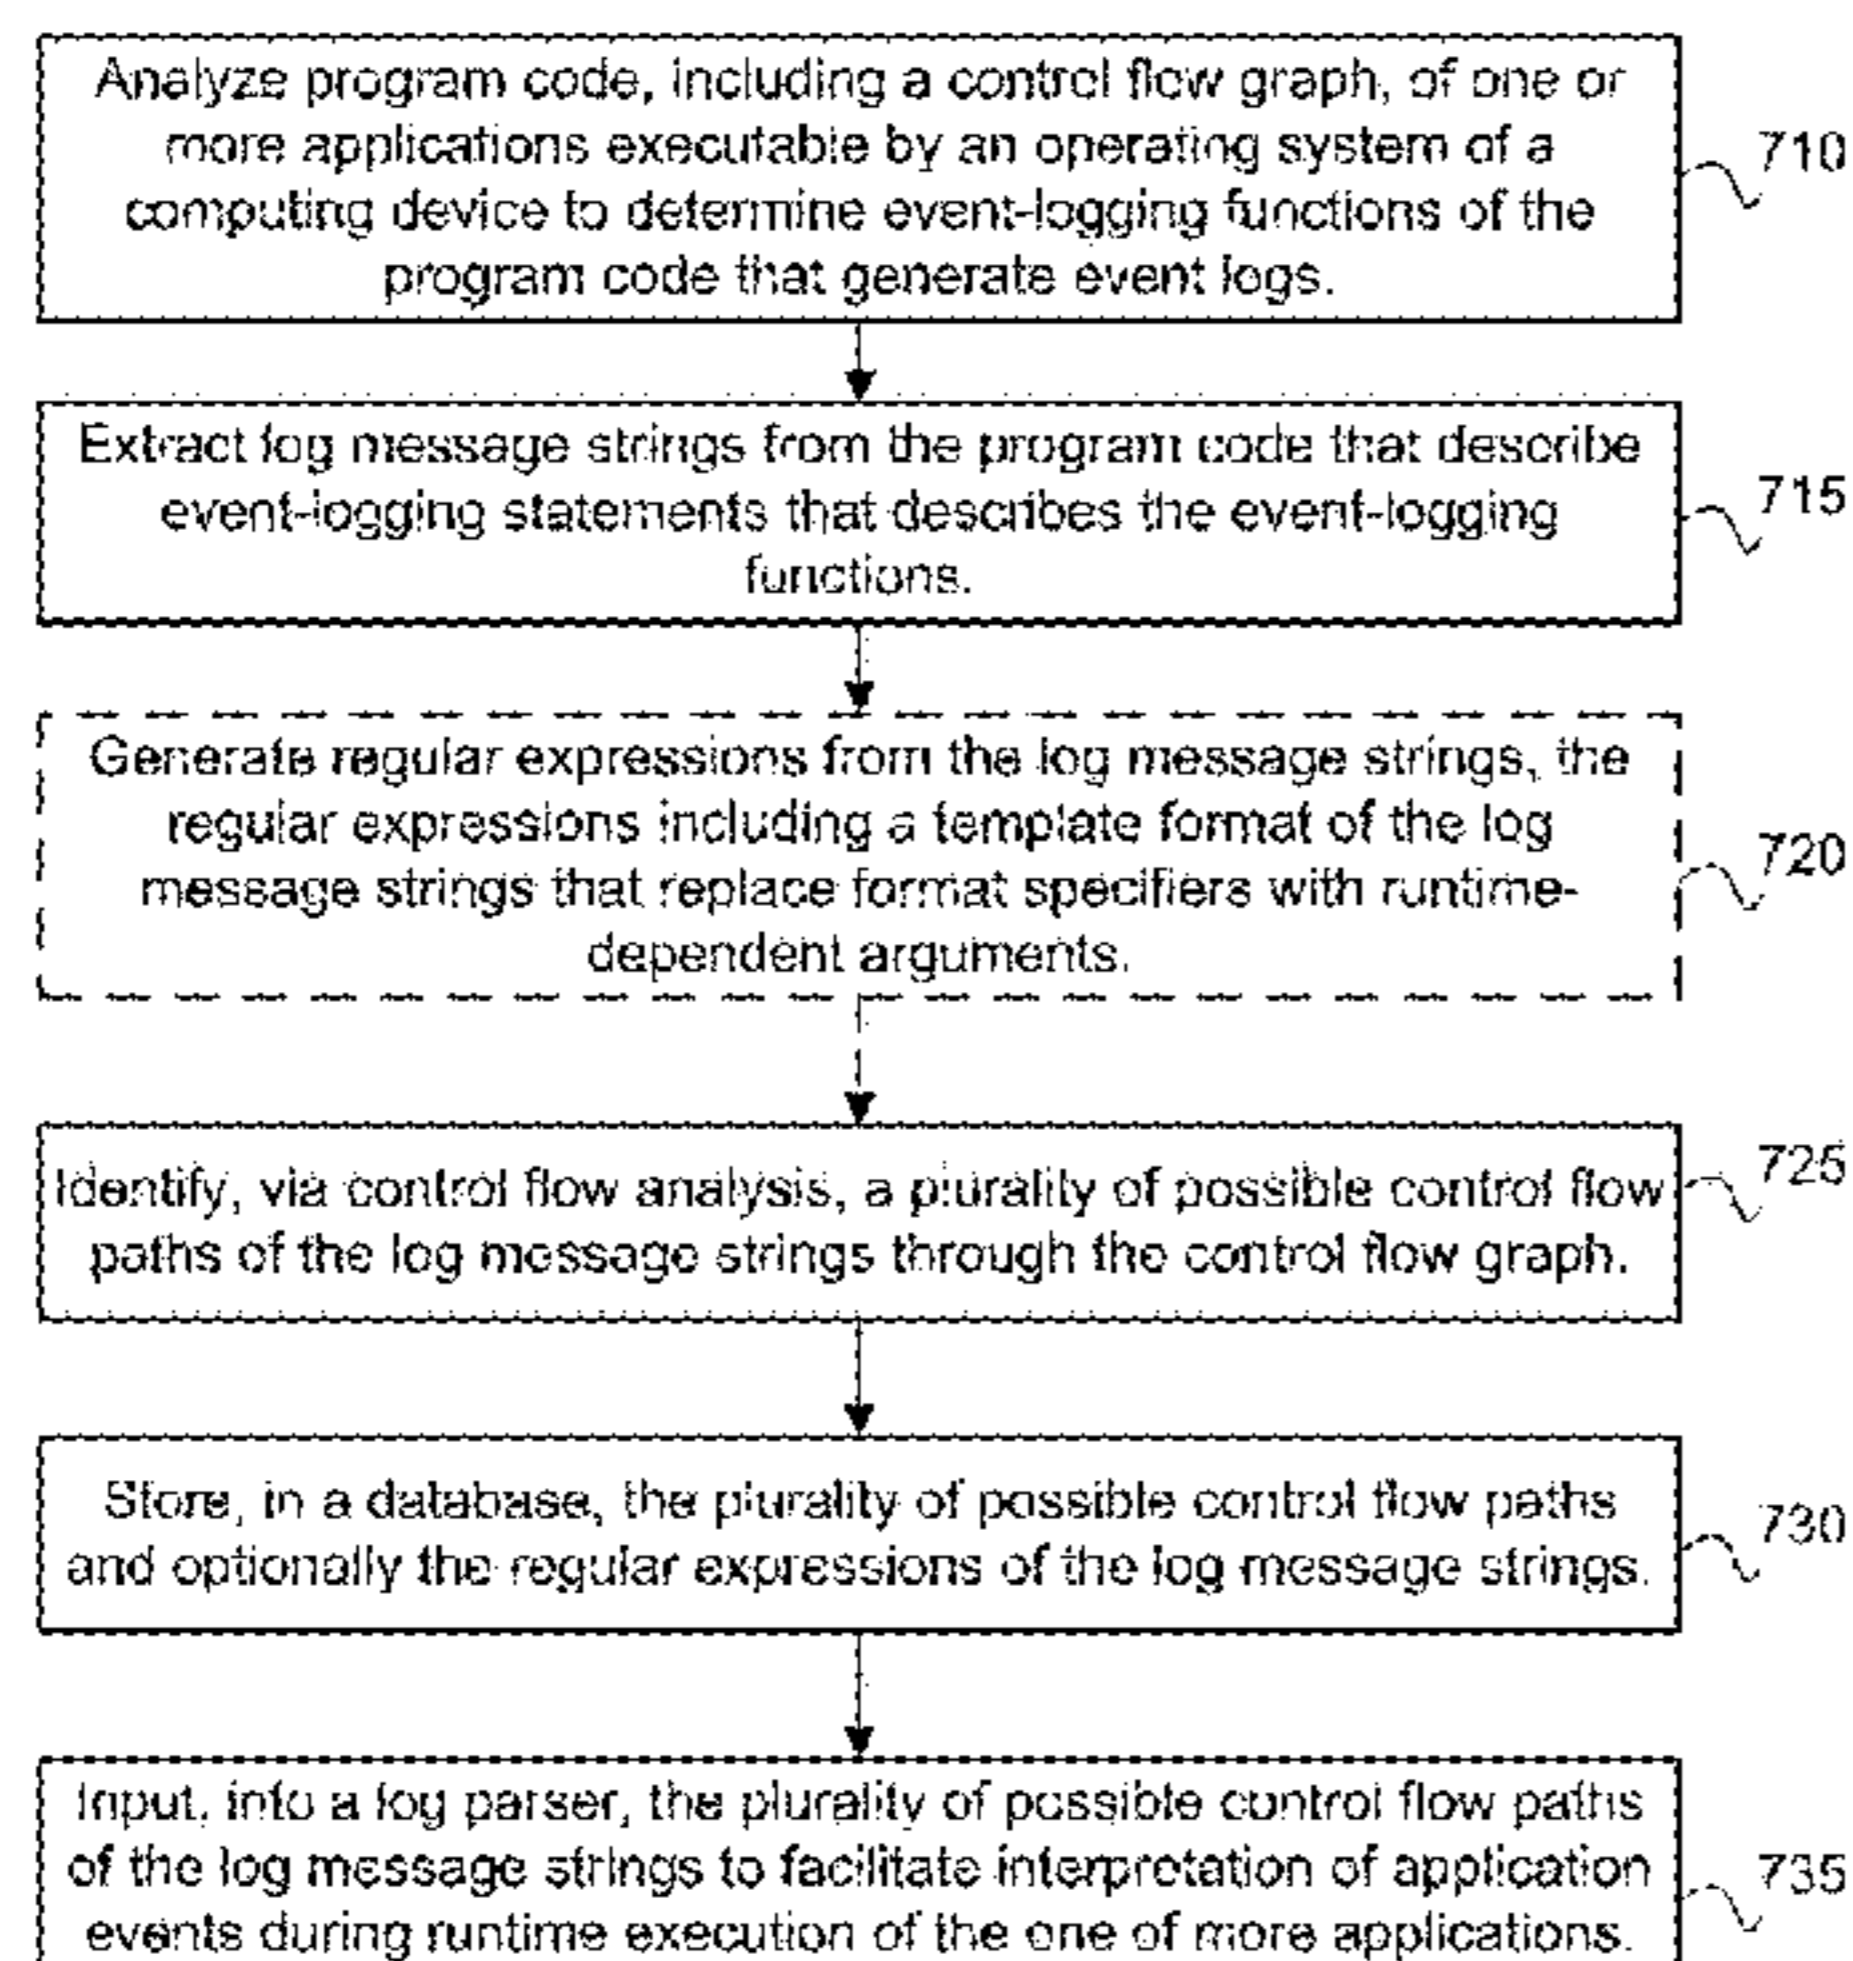 Analyze program code, including a control flow graph, of one or
more applications executable by an operating system of a
computing device to determine event-logging functions of the
program code that generate event logs.
710
Extract log message strings from the program code that describe
event-logging statements that describes the event-logging
functions.
715
Generate regular expressions from the log message strings, the
regular expressions including a template format of the log
message strings that replace format specifiers with runtime-
dependent arguments.
720
Identify, via control flow analysis, a plurality of possible control flow
paths of the log message strings through the control flow graph.
725
Store, in a database, the plurality of possible control flow paths
and optionally the regular expressions of the log message strings.
730
Input, into a log parser, the plurality of possible control flow paths
of the log message strings to facilitate interpretation of application
events during runtime execution of the one of more applications.
735